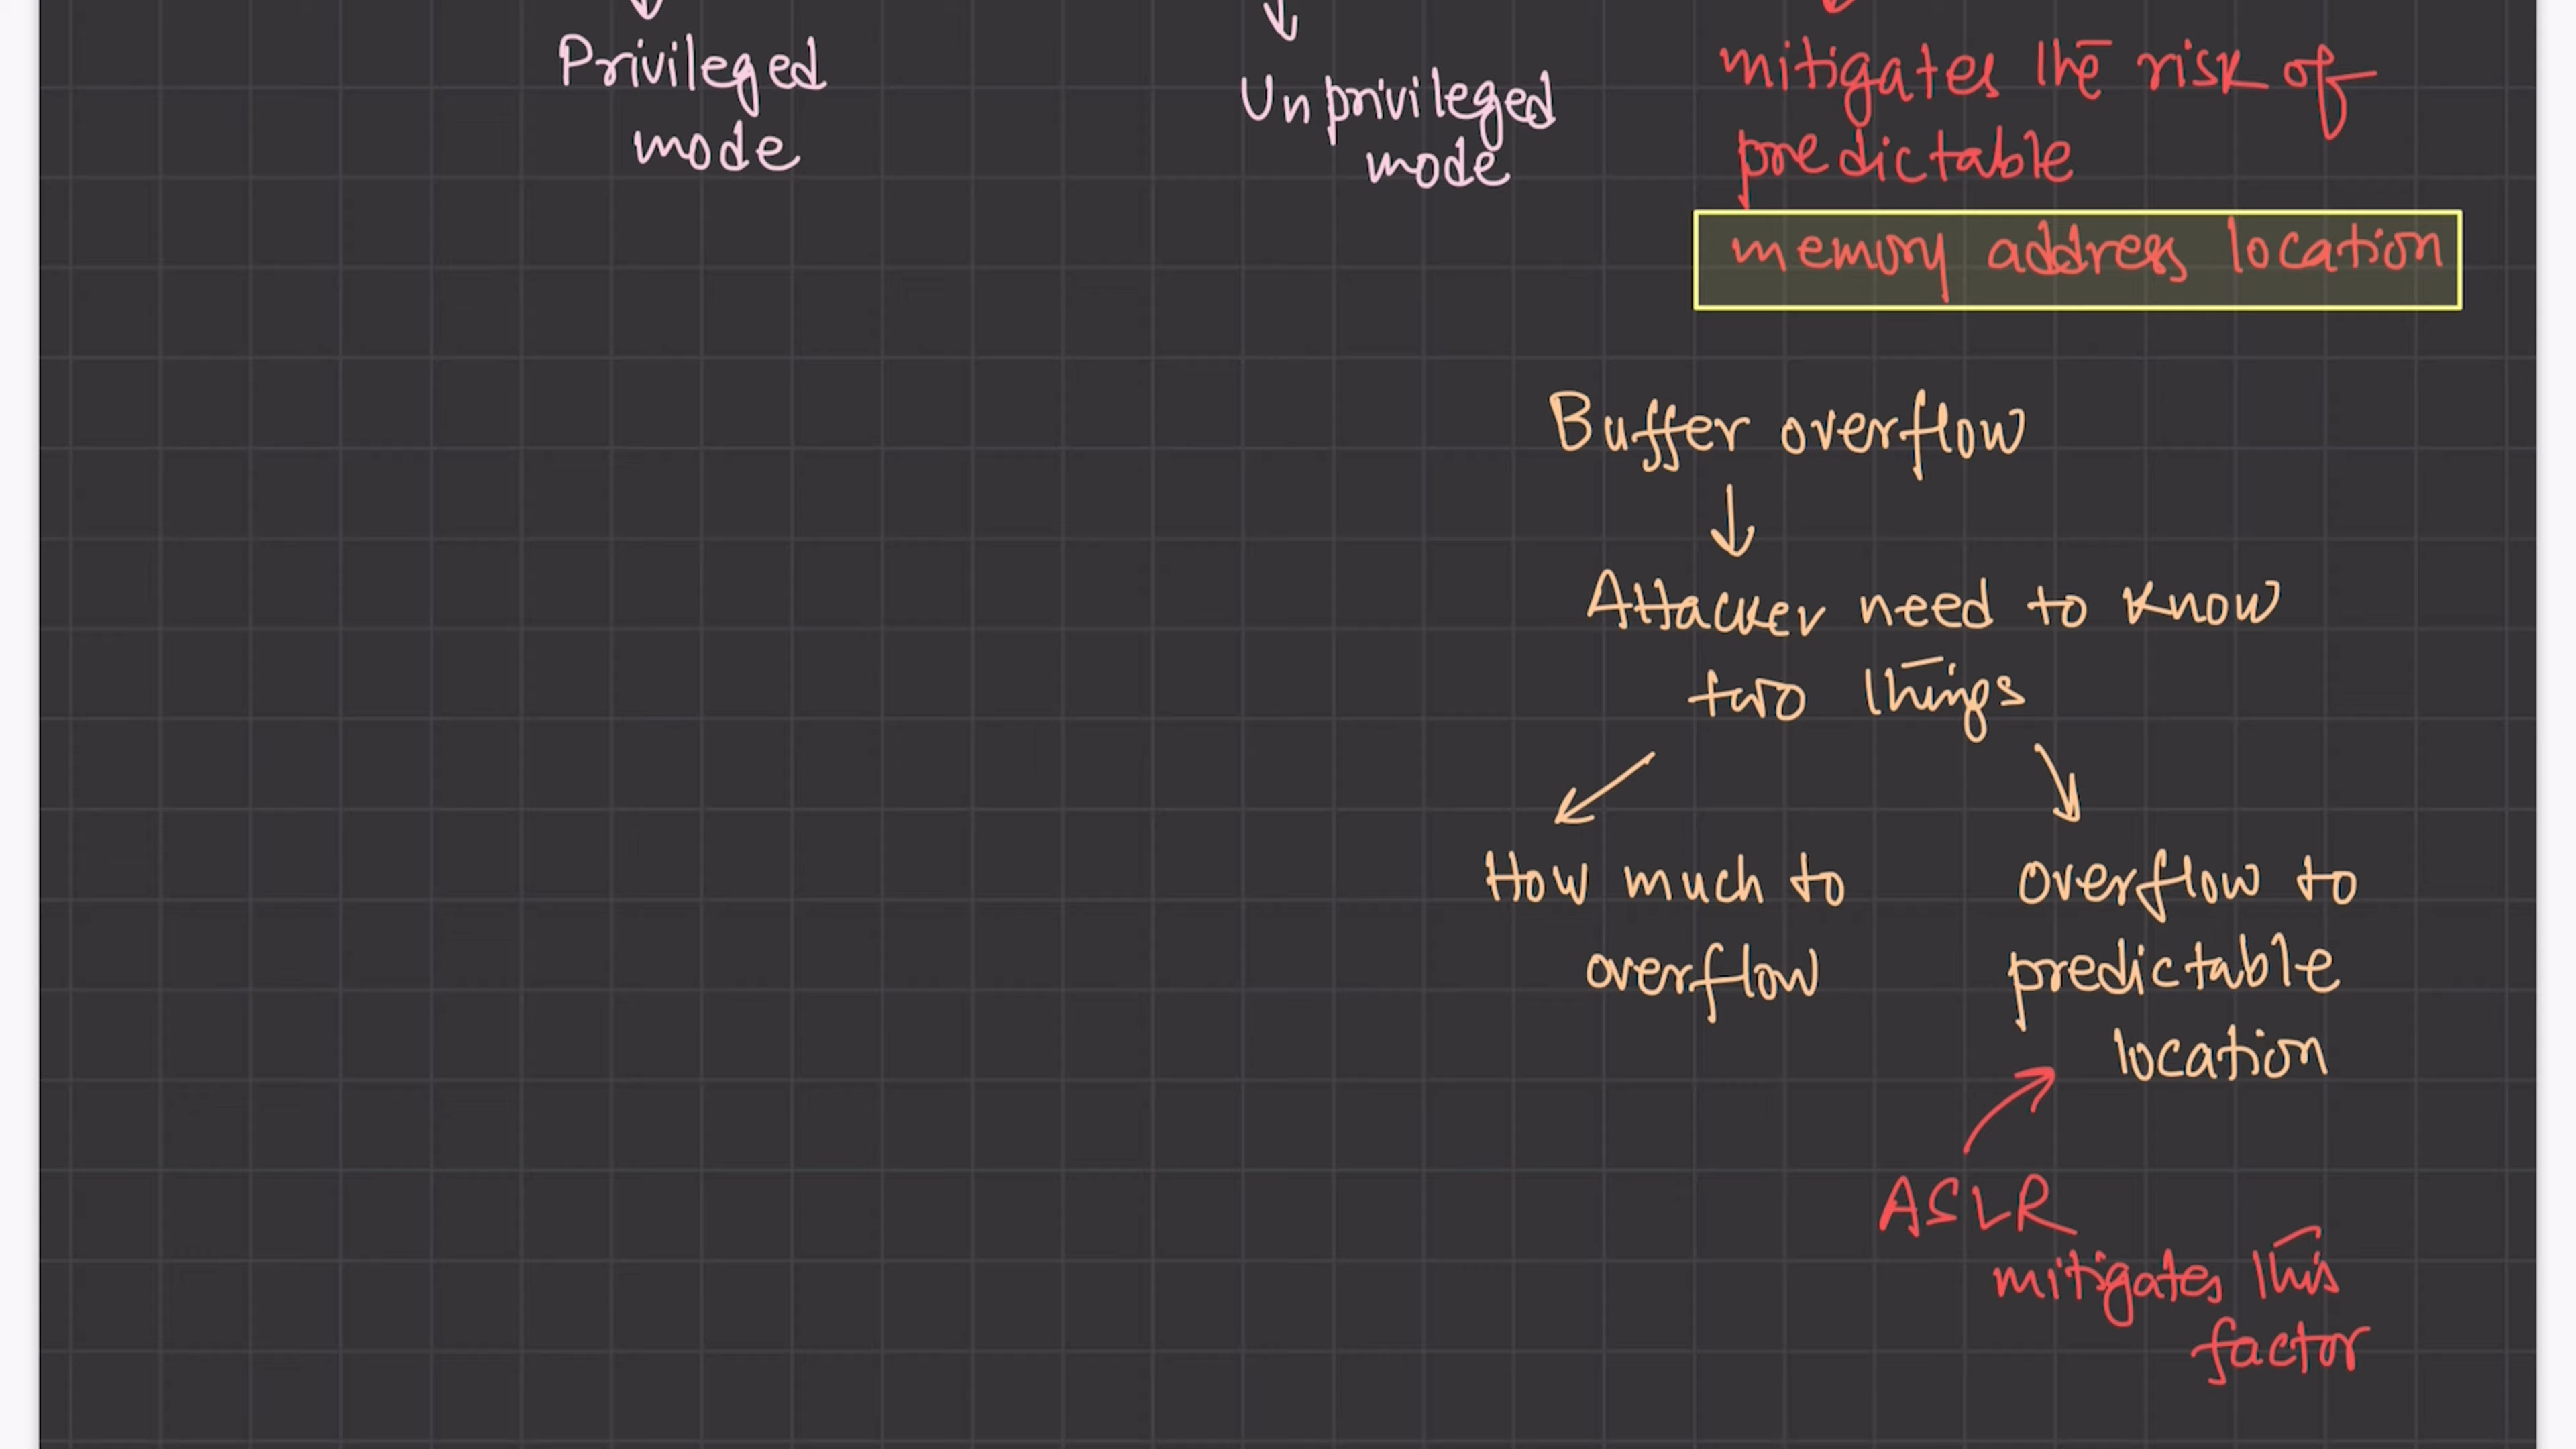 Privileged
mode
Unprivileged
mode
mitigates the risk of
predictable
memory address location
Buffer overflow
Attacker need to know
two things
How much to
overflow
overflow to
predictable
location
ASLR
mitigates this
factor